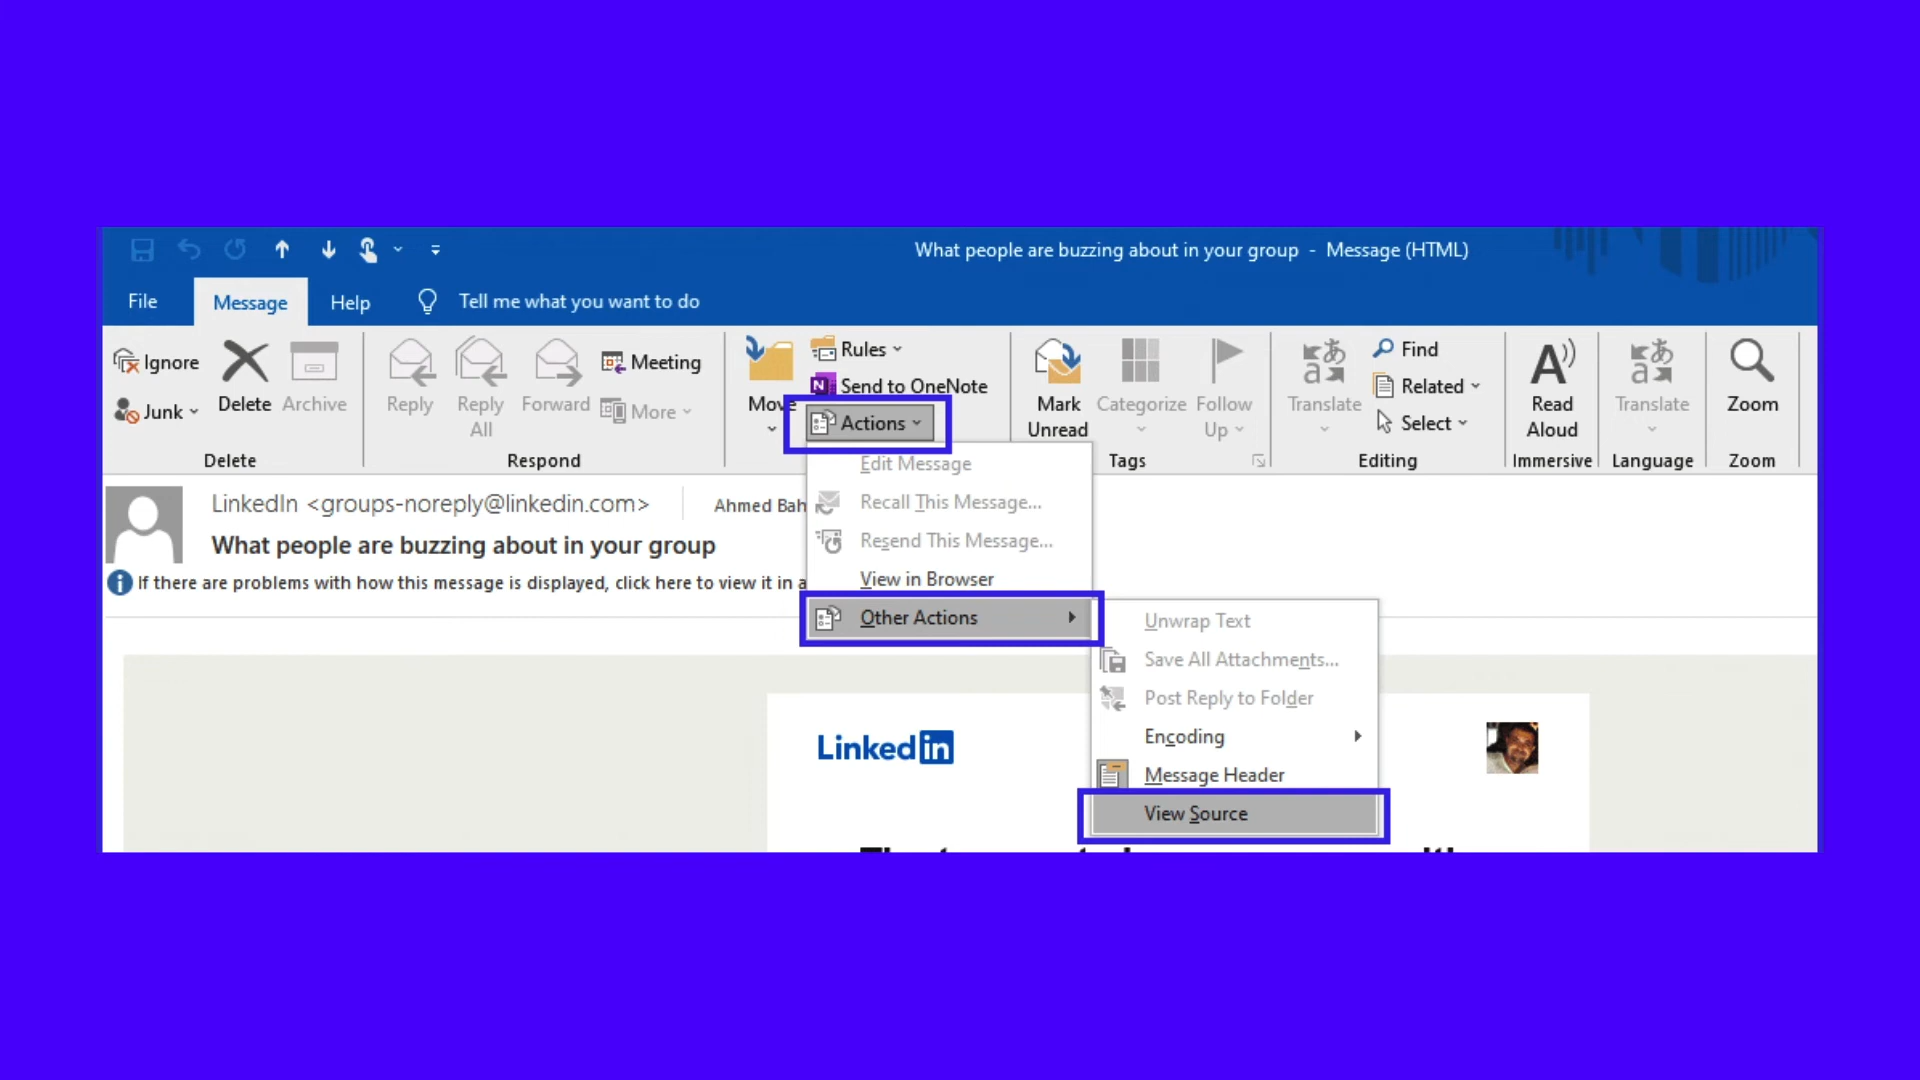 What people are buzzing about in your group - Message (HTML)
File Message Help Tell me what you want to do
Ignore
Junk
Delete
Archive
Delete
Reply
Reply All
Forward
Meeting
More
Respond
Move
Rules
Send to OneNote
Actions
Mark Unread
Categorize
Follow Up
Tags
Translate
Find
Related
Select
Editing
Read Aloud
Immersive
Translate
Language
Zoom
Zoom
LinkedIn <groups-noreply@linkedin.com>
Ahmed Bah
What people are buzzing about in your group
If there are problems with how this message is displayed, click here to view it in a
Edit Message
Recall This Message...
Resend This Message...
View in Browser
Other Actions
Unwrap Text
Save All Attachments...
Post Reply to Folder
Encoding
Message Header
View Source
LinkedIn